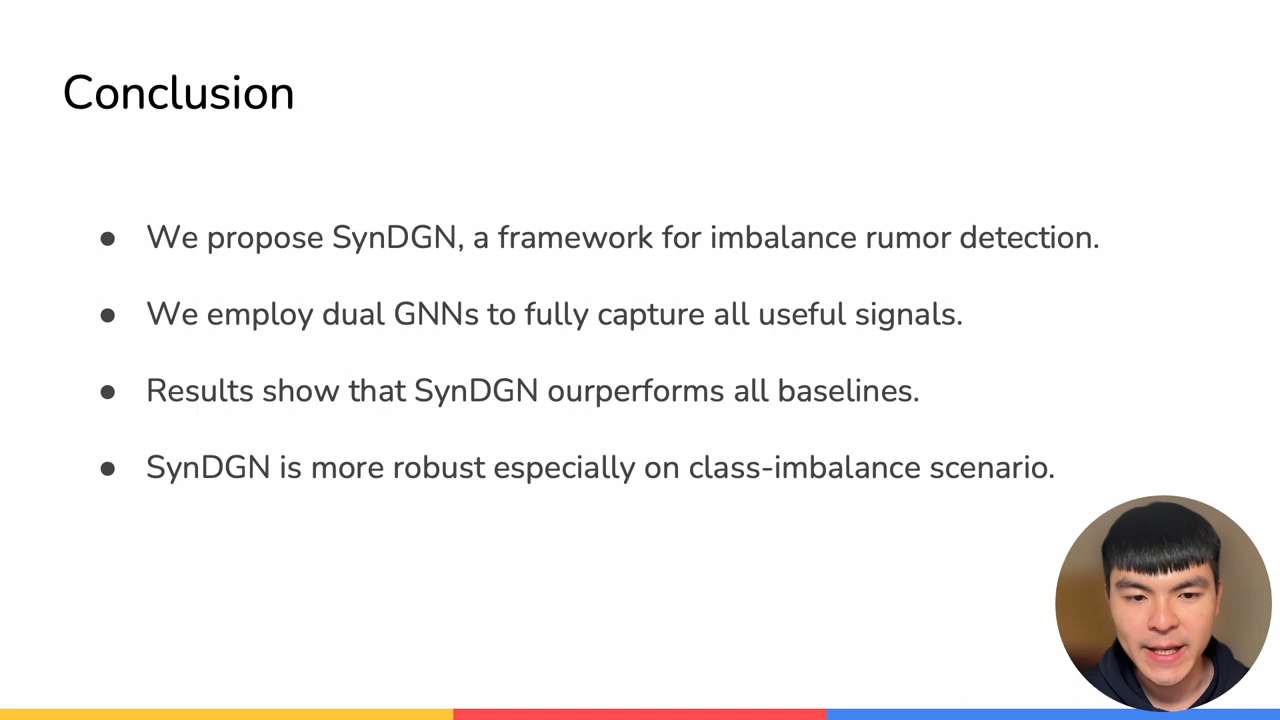 Conclusion
● We propose SynDGN, a framework for imbalance rumor detection.
● We employ dual GNNs to fully capture all useful signals.
● Results show that SynDGN ourperforms all baselines.
● SynDGN is more robust especially on class-imbalance scenario.